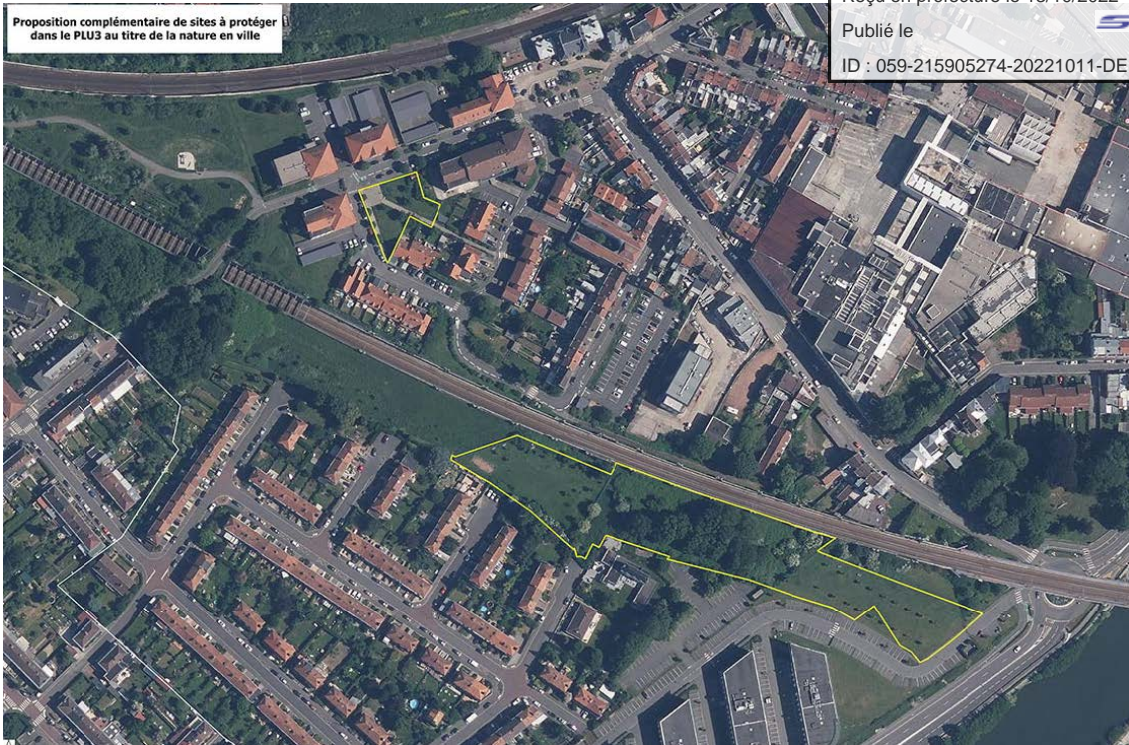 Proposition complémentaire de sites à protéger
dans le PLU3 au titre de la nature en ville
Publié le
ID : 059-215905274-20221011-DE